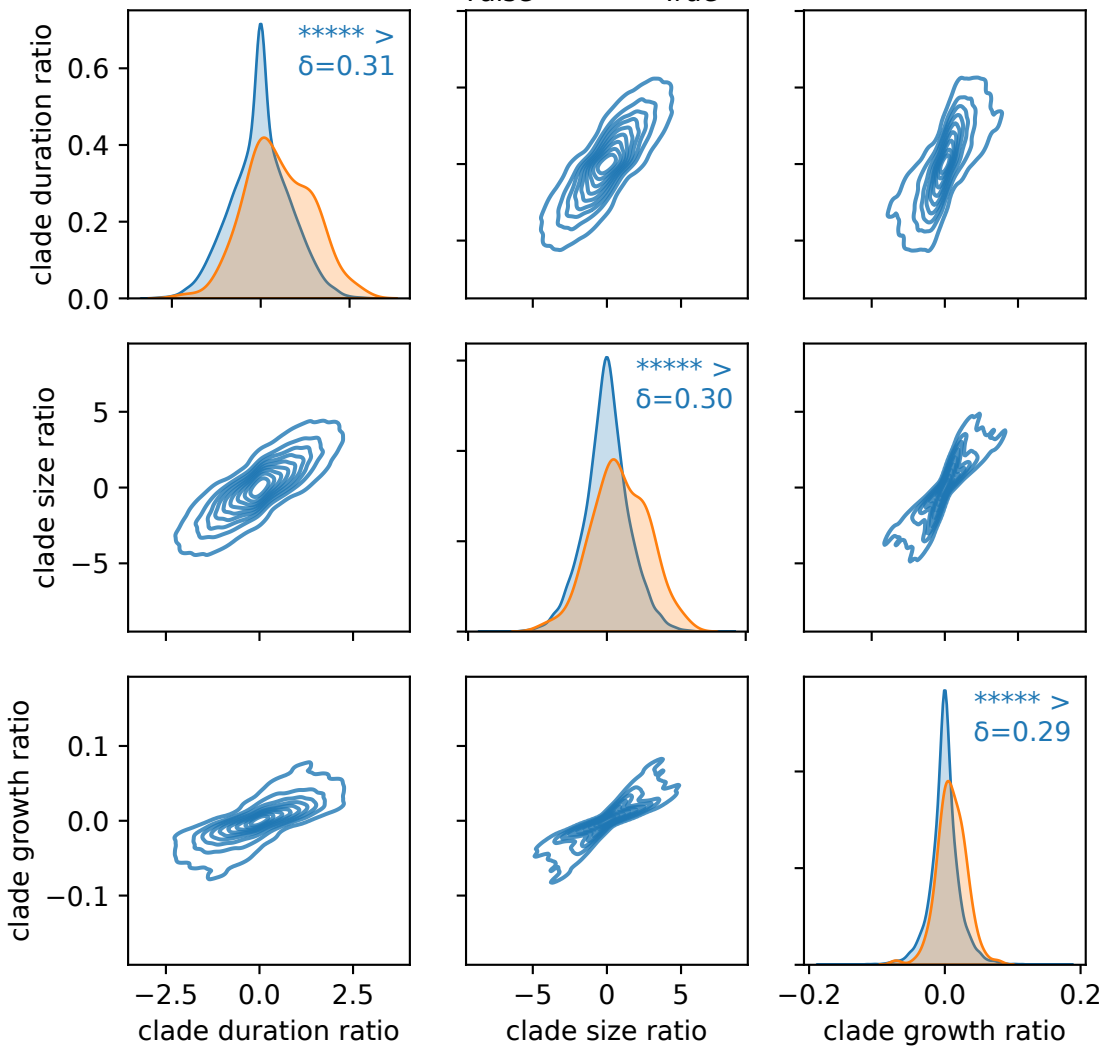 clade duration ratio
0.6
0.4
0.2
0.0
***** >
δ=0.31
clade size ratio
5
0
−5
***** >
δ=0.30
clade growth ratio
0.1
0.0
−0.1
***** >
δ=0.29
−2.5 0.0 2.5
−5 0 5
−0.2 0.0 0.2
clade duration ratio
clade size ratio
clade growth ratio